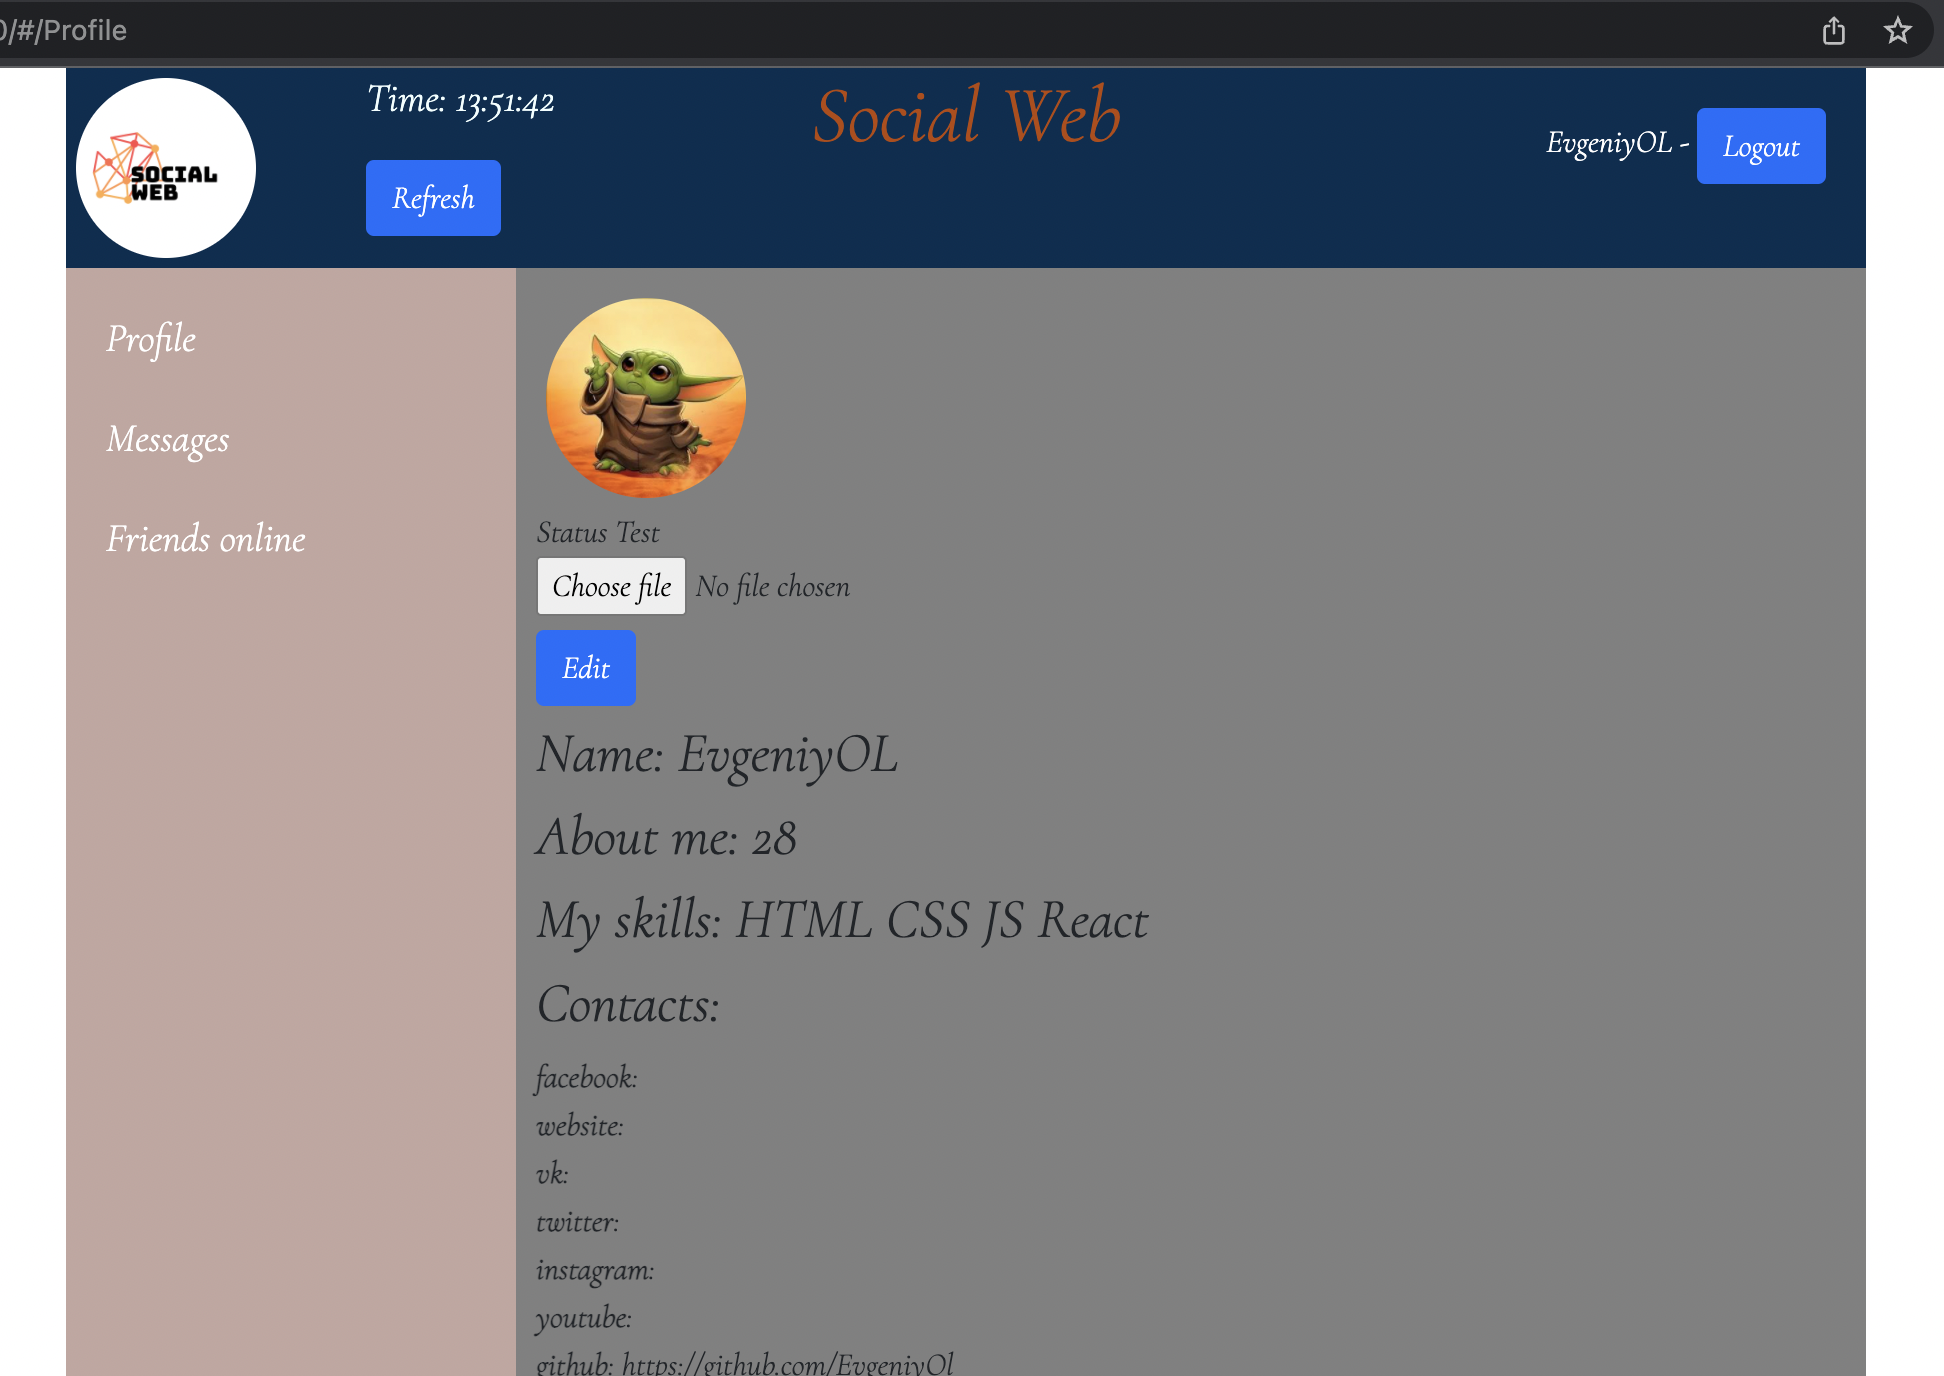 0/#/Profile
SOCIAL
WEB
Time: 13:51:42
Refresh
Social Web
EvgeniyOL - Logout
Profile
Messages
Friends online
Status Test
Choose file No file chosen
Edit
Name: EvgeniyOL
About me: 28
My skills: HTML CSS JS React
Contacts:
facebook:
website:
vk:
twitter:
instagram:
youtube:
github: https://github.com/EvgeniyOl